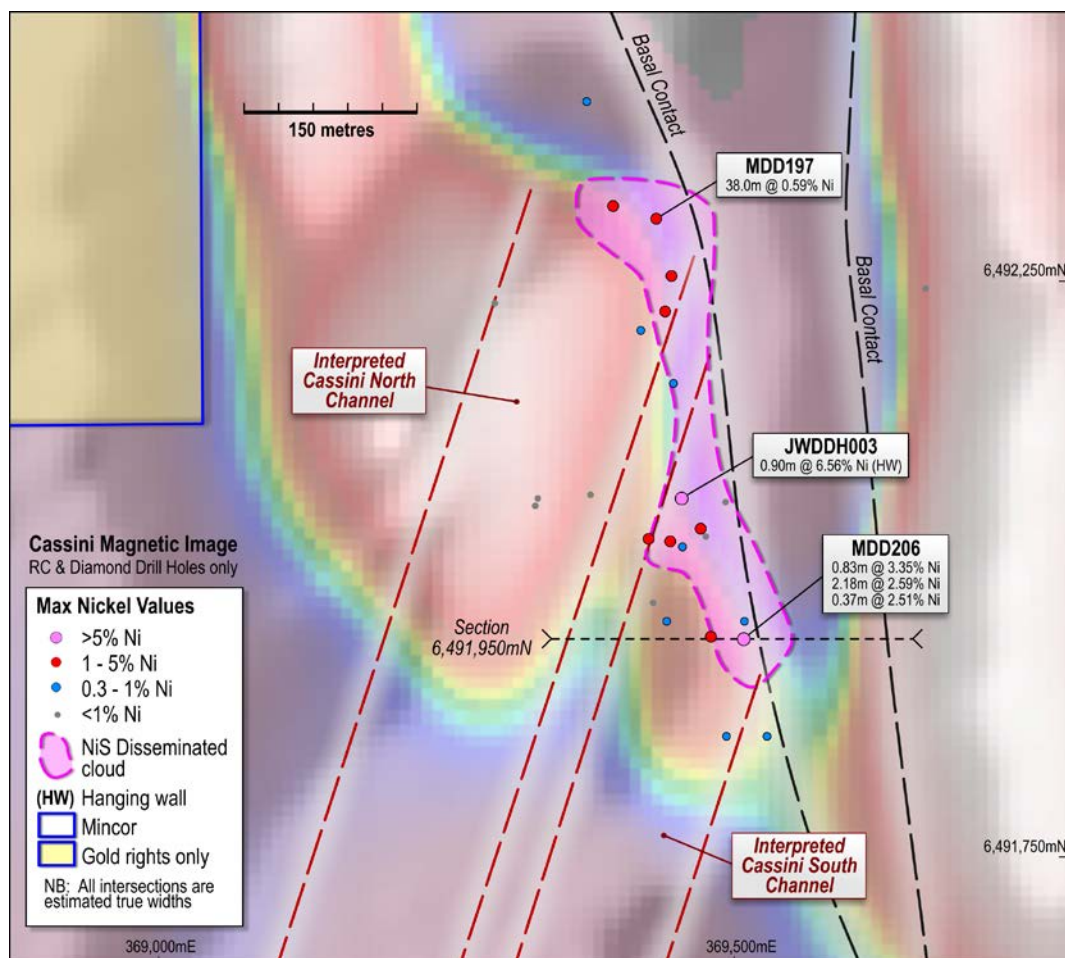 Basal Contact
150 metres
MDD197
38.0m @ 0.59% Ni
6,492,250mN
Basal Contact
Interpreted
Cassini North
Channel
JWDDH003
0.90m @ 6.56% Ni (HW)
MDD206
0.83m @ 3.35% Ni
2.18m @ 2.59% Ni
0.37m @ 2.51% Ni
Section
6,491,950mN
Cassini Magnetic Image
RC & Diamond Drill Holes only
Max Nickel Values
>5% Ni
1 - 5% Ni
0.3 - 1% Ni
<1% Ni
NiS Disseminated
cloud
(HW) Hanging wall
Mincor
Gold rights only
NB: All intersections are
estimated true widths
Interpreted
Cassini South
Channel
6,491,750mN
369,000mE
369,500mE